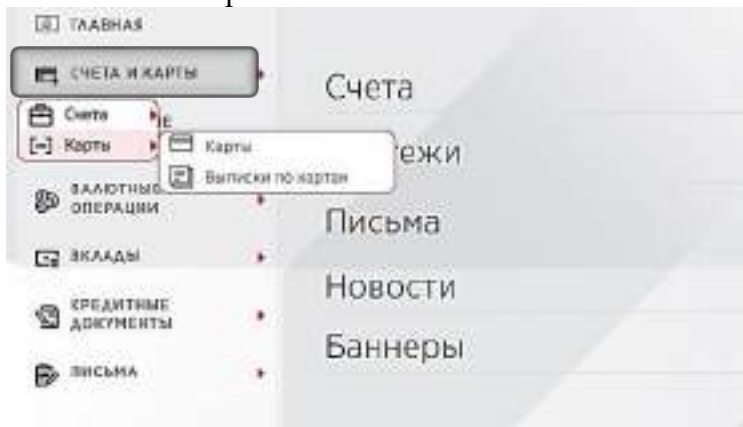 ГЛАВНАЯ
СЧЕТА И КАРТЫ
Счета
Карты
Карты
Выписки по картам
ВАЛЮТНЫЕ
ОПЕРАЦИИ
ВКЛАДЫ
КРЕДИТНЫЕ
ДОКУМЕНТЫ
ПИСЬМА
Счета
ежи
Письма
Новости
Баннеры